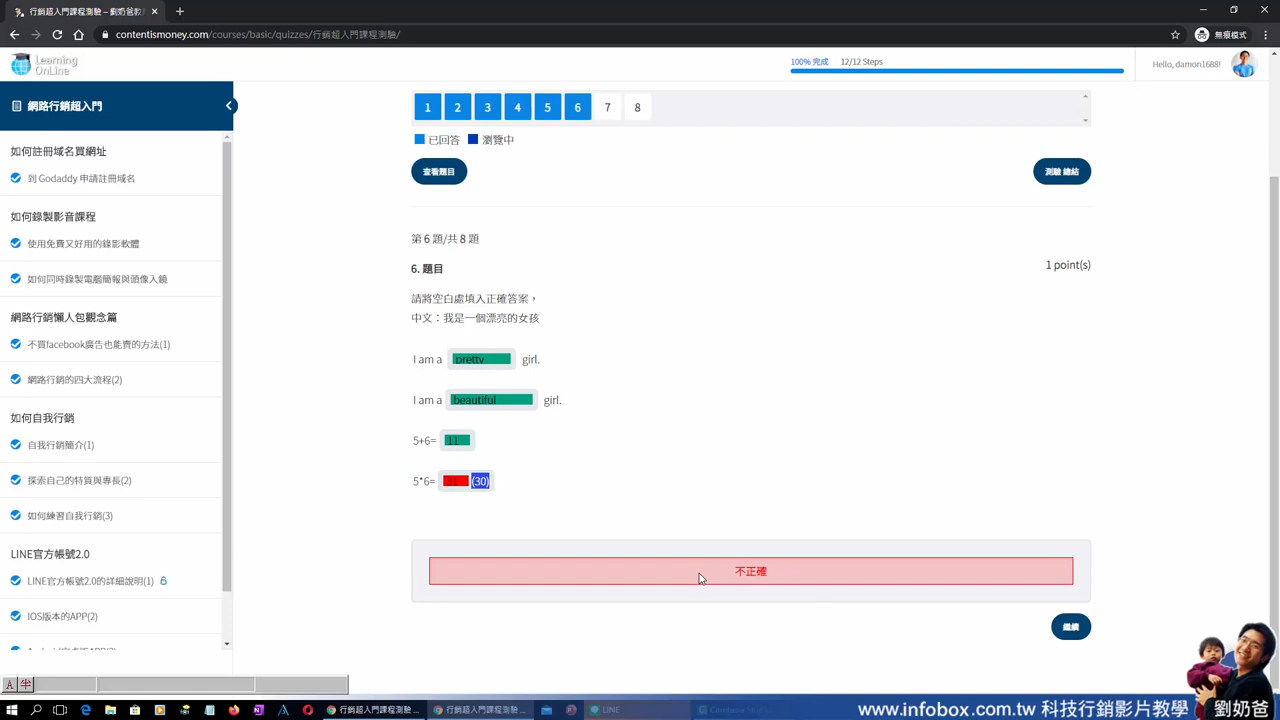 行銷超入門課程測驗 – 劉奶爸
contentismoney.com/courses/basic/quizzes/行銷超入門課程測驗/
無痕模式
Learning
OnLine
100% 完成 12/12 Steps
Hello, damon1688!
網路行銷超入門
如何註冊域名買網址
到 Godaddy 申請註冊域名
如何錄製影音課程
使用免費又好用的錄影軟體
如何同時錄製電腦簡報與頭像入鏡
網路行銷懶人包觀念篇
不買facebook廣告也能賣的方法(1)
網路行銷的四大流程(2)
如何自我行銷
自我行銷簡介(1)
探索自己的特質與專長(2)
如何練習自我行銷(3)
LINE官方帳號2.0
LINE官方帳號2.0的詳細說明(1)
IOS版本的APP(2)
1 2 3 4 5 6 7 8
已回答 瀏覽中
查看題目
測驗 總結
第 6 題/共 8 題
6. 題目
1 point(s)
請將空白處填入正確答案，
中文：我是一個漂亮的女孩
I am a pretty girl.
I am a beautiful girl.
5+6= 11
5*6= 31 (30)
不正確
繼續
A 半
行銷超入門課程測驗 ...
行銷超入門課程測驗 ...
LINE
www.infobox.com.tw 科技行銷影片教學
劉奶爸